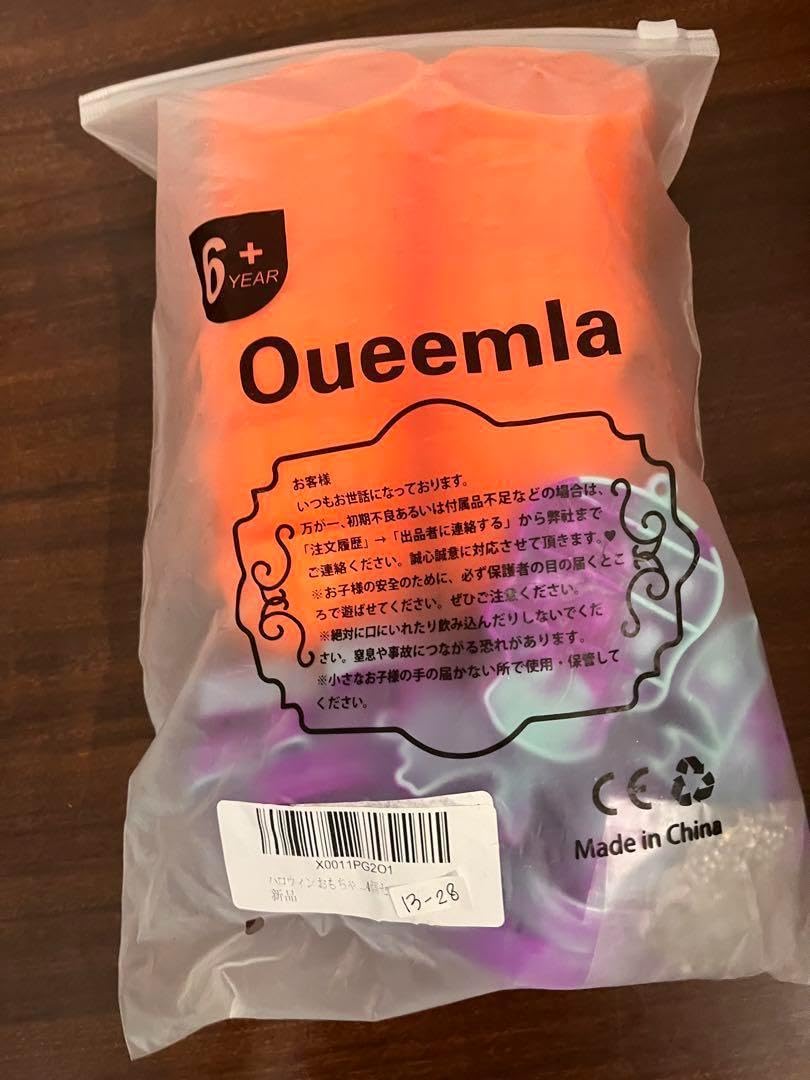 6+
YEAR
Oueemla
お客様
いつもお世話になっております。
万が一、初期不良あるいは付属品不足などの場合は、
「注文履歴」→「出品者に連絡する」から弊社まで
ご連絡ください。誠心誠意に対応させて頂きます。♥
※お子様の安全のために、必ず保護者の目の届くとこ
ろで遊ばせてください。ぜひご注意ください。
※絶対に口にいれたり飲み込んだりしないでくだ
さい。窒息や事故につながる恐れがあります。
※小さなお子様の手の届かない所で使用・保管して
ください。
CE
Made in China
X0011PG2O1
ハロウィン おもちゃ
新品
13-28